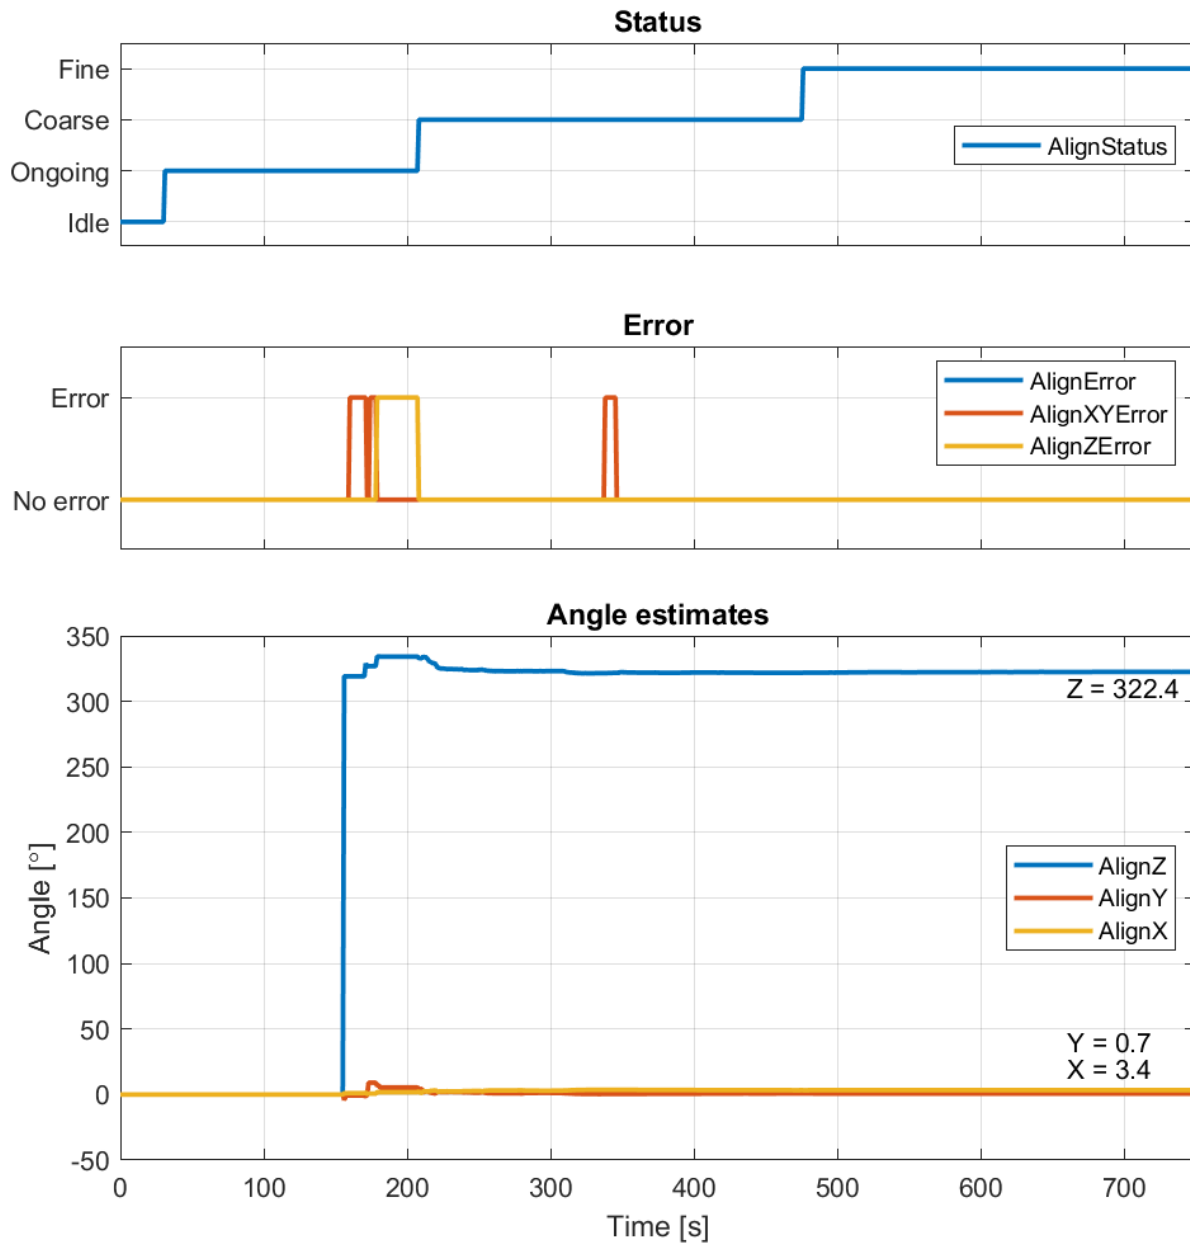 Status
Fine
Coarse
Ongoing
Idle
AlignStatus
Error
Error
No error
AlignError
AlignXYError
AlignZError
Angle estimates
Angle [°]
350
300
250
200
150
100
50
0
-50
Z = 322.4
AlignZ
AlignY
AlignX
Y = 0.7
X = 3.4
0 100 200 300 400 500 600 700
Time [s]